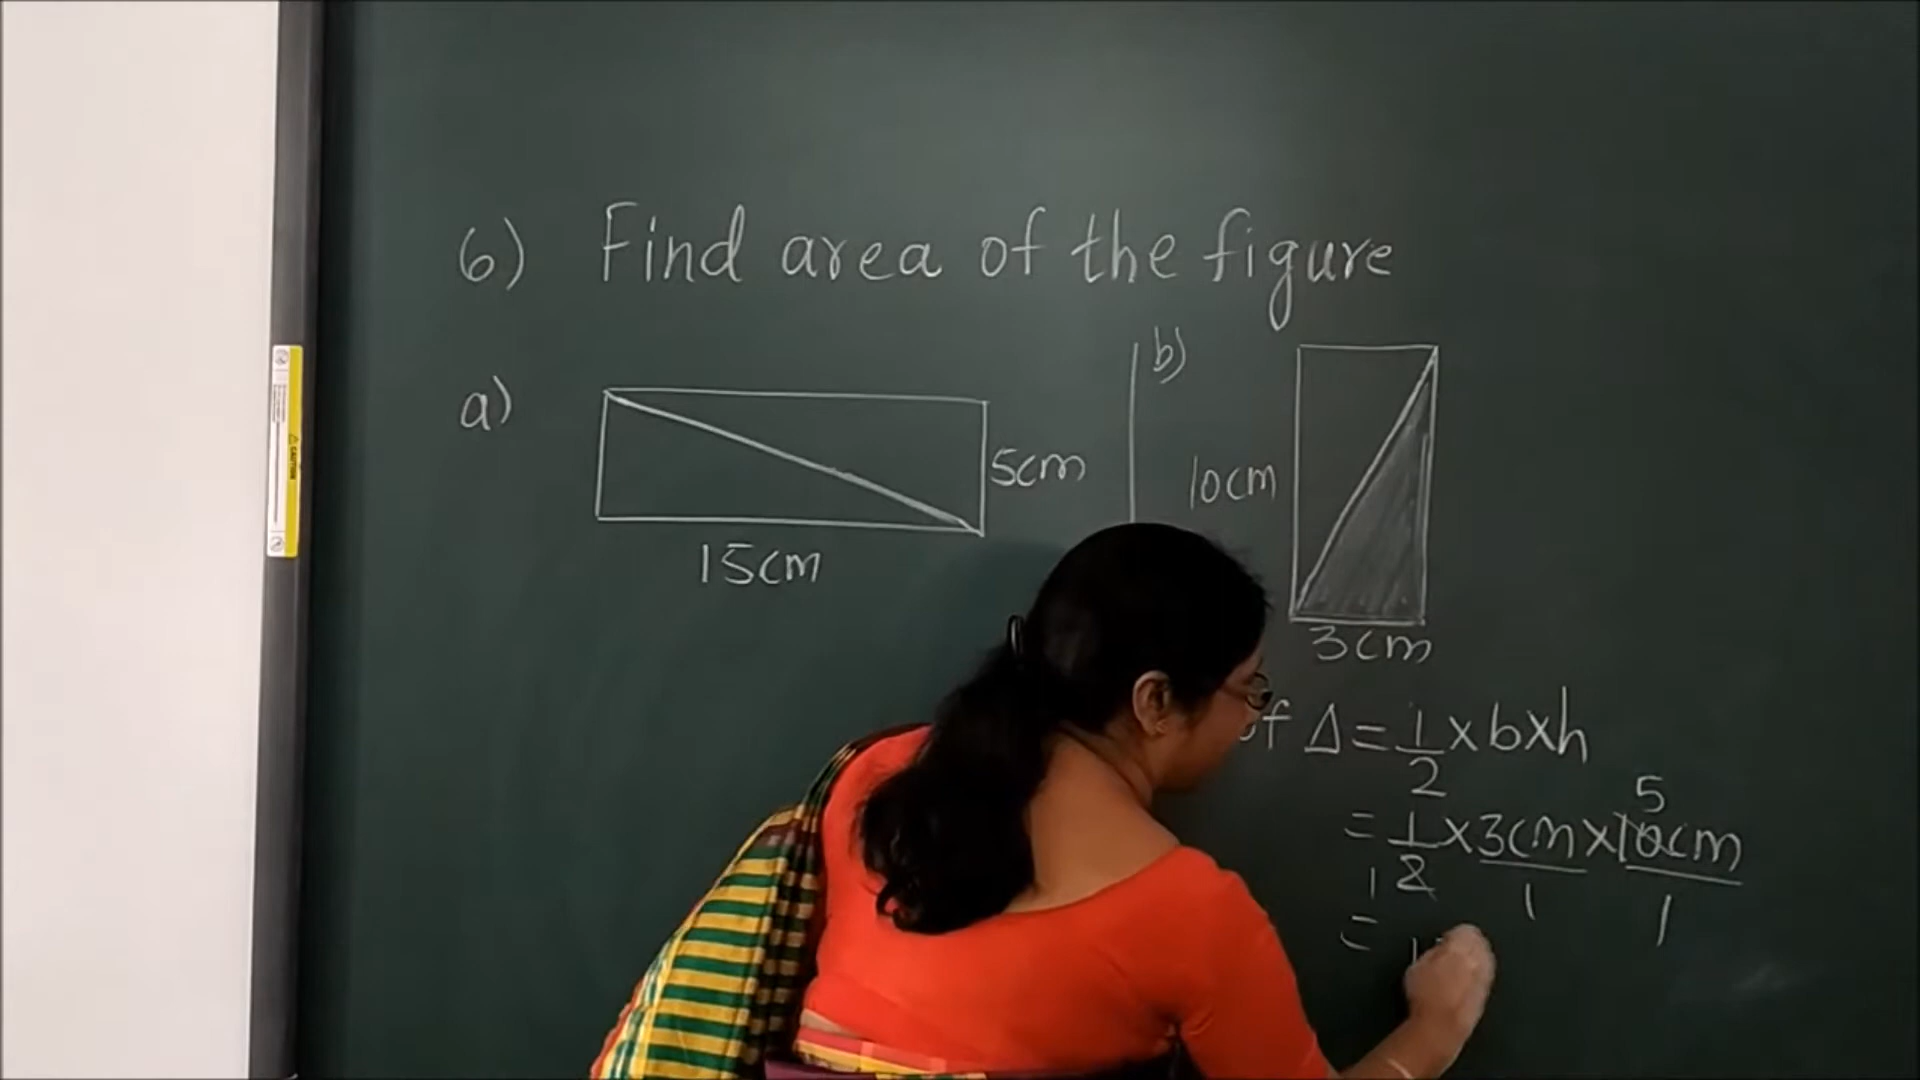 6) Find area of the figure
a)
5cm
15cm
b)
10cm
3cm
of Δ = 1/2 x b x h
5
= 1/2 x 3cm/1 x 10cm/1
1
=